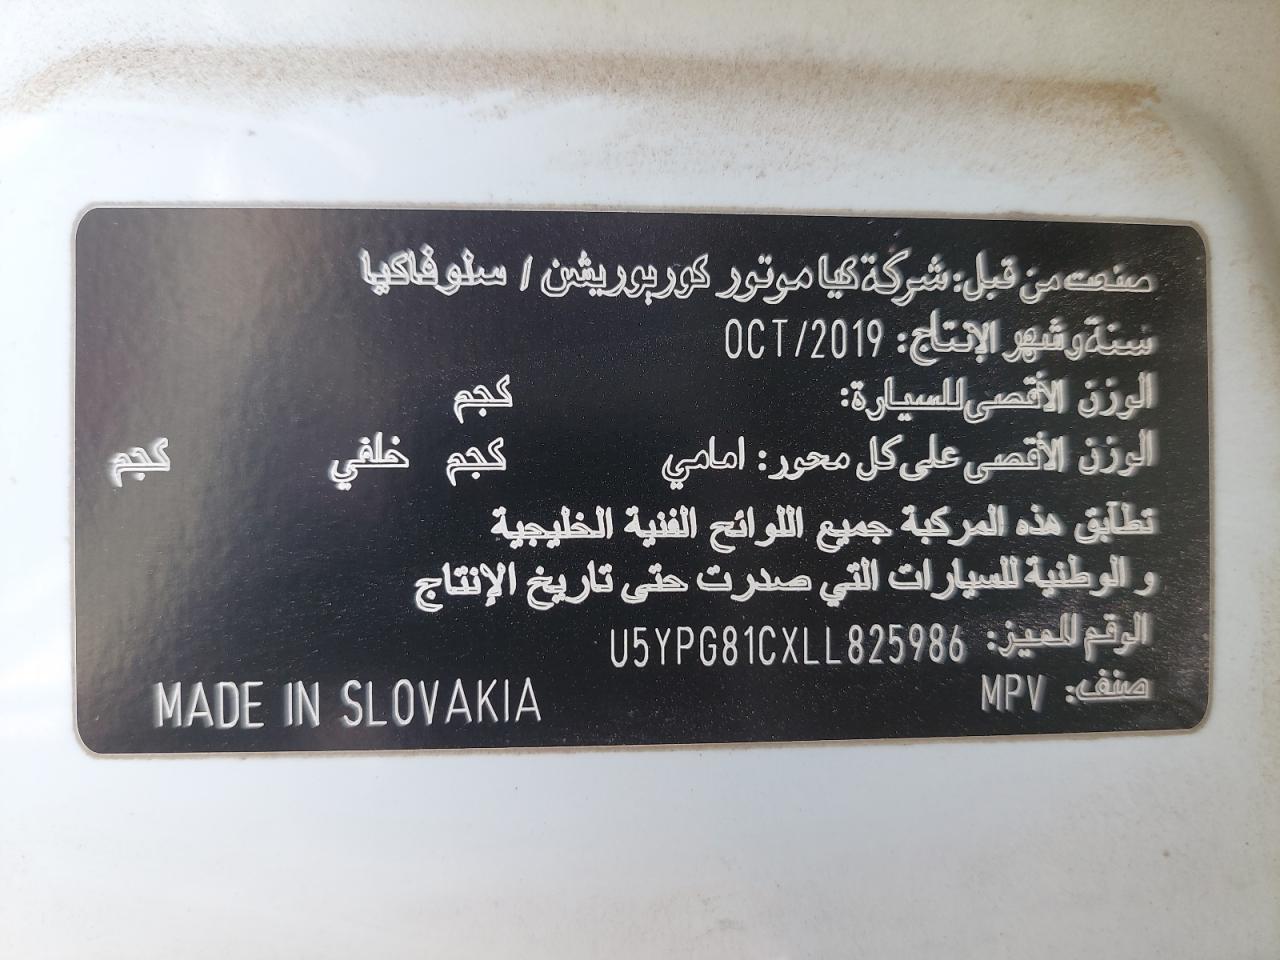 صنعت من قبل: شركة كيا موتور كوربوريشن / سلوفاكيا
سنة وشهر الإنتاج: OCT/2019
الوزن الأقصى للسيارة: كجم
الوزن الأقصى على كل محور: امامي كجم خلفي كجم
تطابق هذه المركبة جميع اللوائح الفنية الخليجية
و الوطنية للسيارات التي صدرت حتى تاريخ الإنتاج
الرقم المميز: U5YPG81CXLL825986
صنف: MPV
MADE IN SLOVAKIA